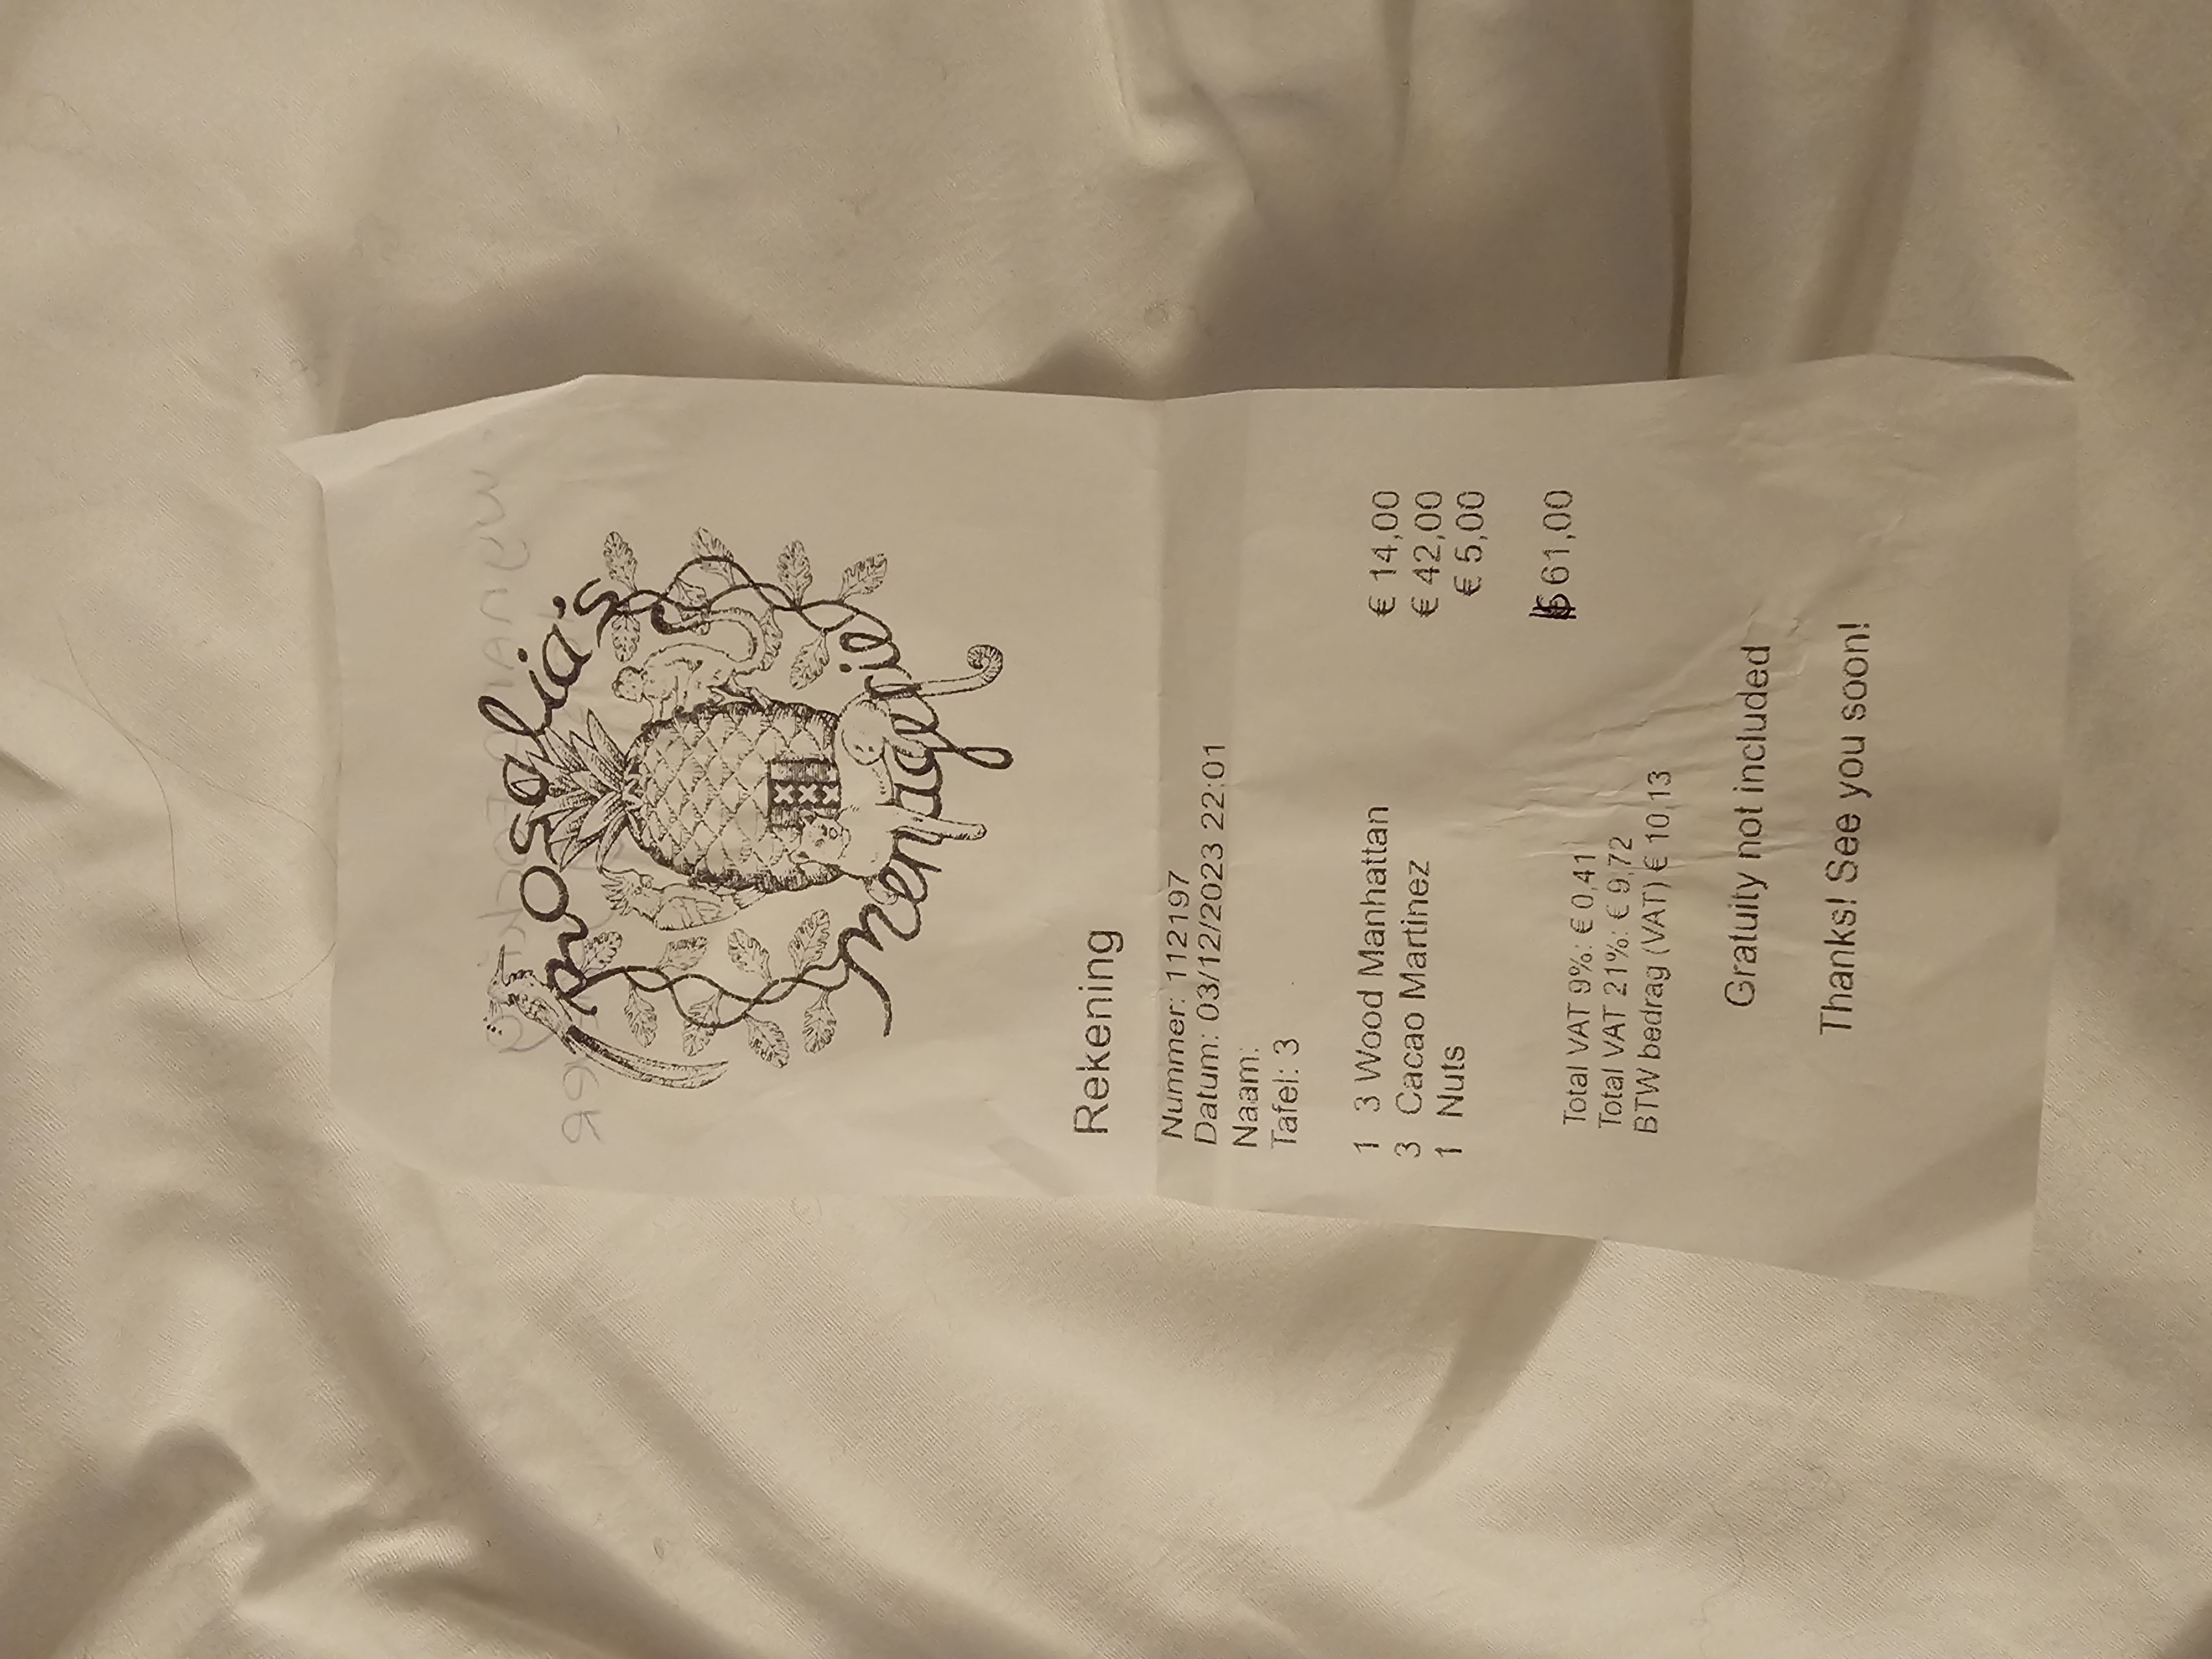 Rosalia's
Menagerie
Rekening
Nummer: 112197
Datum: 03/12/2023 22:01
Naam:
Tafel: 3
1 3 Wood Manhattan € 14,00
3 Cacao Martinez € 42,00
1 Nuts € 5,00
61,00
Total VAT 9%: € 0,41
Total VAT 21%: € 9,72
BTW bedrag (VAT) € 10,13
Gratuity not included
Thanks! See you soon!